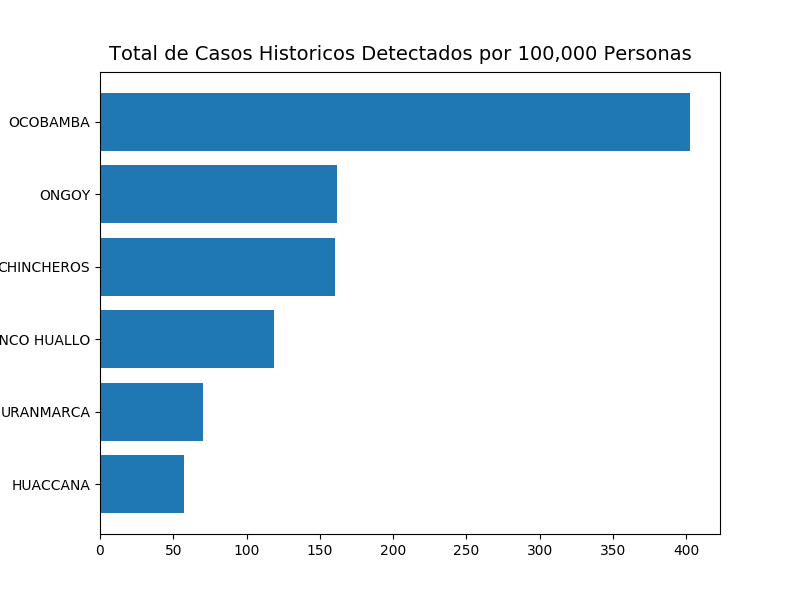 Total de Casos Historicos Detectados por 100,000 Personas
OCOBAMBA
ONGOY
CHINCHEROS
NCO HUALLO
URANMARCA
HUACCANA
0 50 100 150 200 250 300 350 400